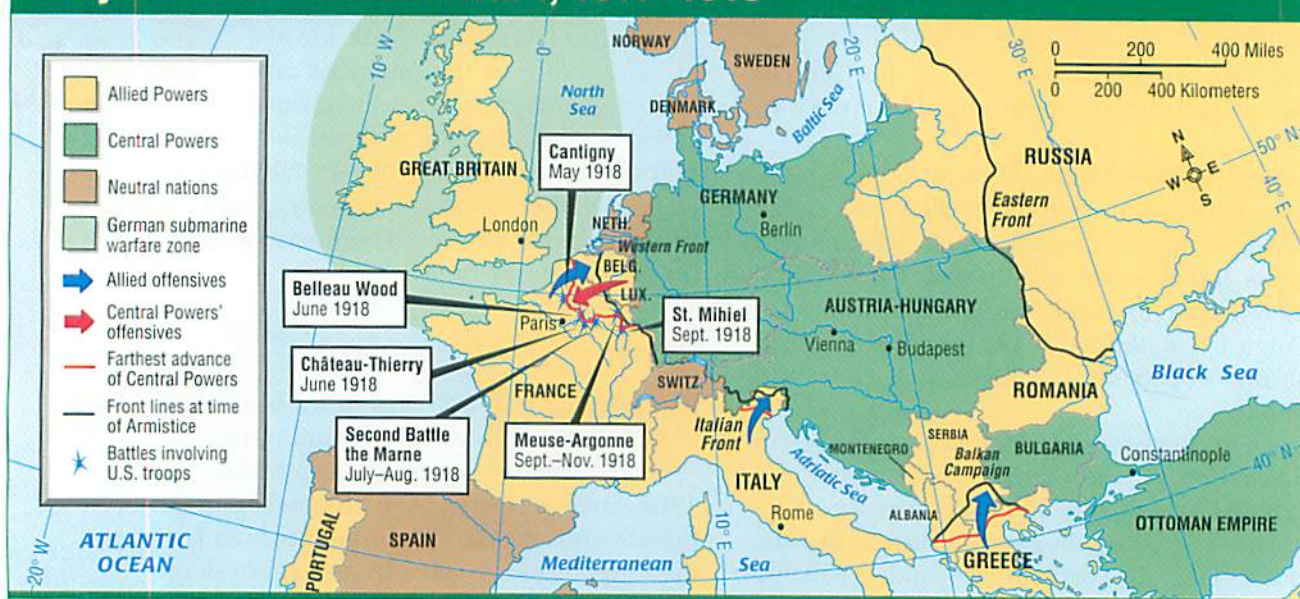 Allied Powers
Central Powers
Neutral nations
German submarine
warfare zone
Allied offensives
Central Powers'
offensives
Farthest advance
of Central Powers
Front lines at time
of Armistice
Battles involving
U.S. troops
10° W
0°
20° E
30° E
50° N
40° E
40° N
10° E
20° W
0 200 400 Miles
0 200 400 Kilometers
N
W E
S
NORWAY
SWEDEN
North
Sea
DENMARK
Baltic Sea
RUSSIA
GREAT BRITAIN
London
Cantigny
May 1918
NETH.
GERMANY
Berlin
Eastern
Front
Western Front
BELG.
LUX.
Belleau Wood
June 1918
Paris
St. Mihiel
Sept. 1918
AUSTRIA-HUNGARY
Vienna
Budapest
Château-Thierry
June 1918
FRANCE
SWITZ.
ROMANIA
Black Sea
Second Battle
the Marne
July–Aug. 1918
Meuse-Argonne
Sept.–Nov. 1918
Italian
Front
MONTENEGRO
SERBIA
Balkan
Campaign
BULGARIA
Constantinople
Adriatic Sea
ITALY
Rome
ALBANIA
GREECE
OTTOMAN EMPIRE
ATLANTIC
OCEAN
PORTUGAL
SPAIN
Mediterranean Sea